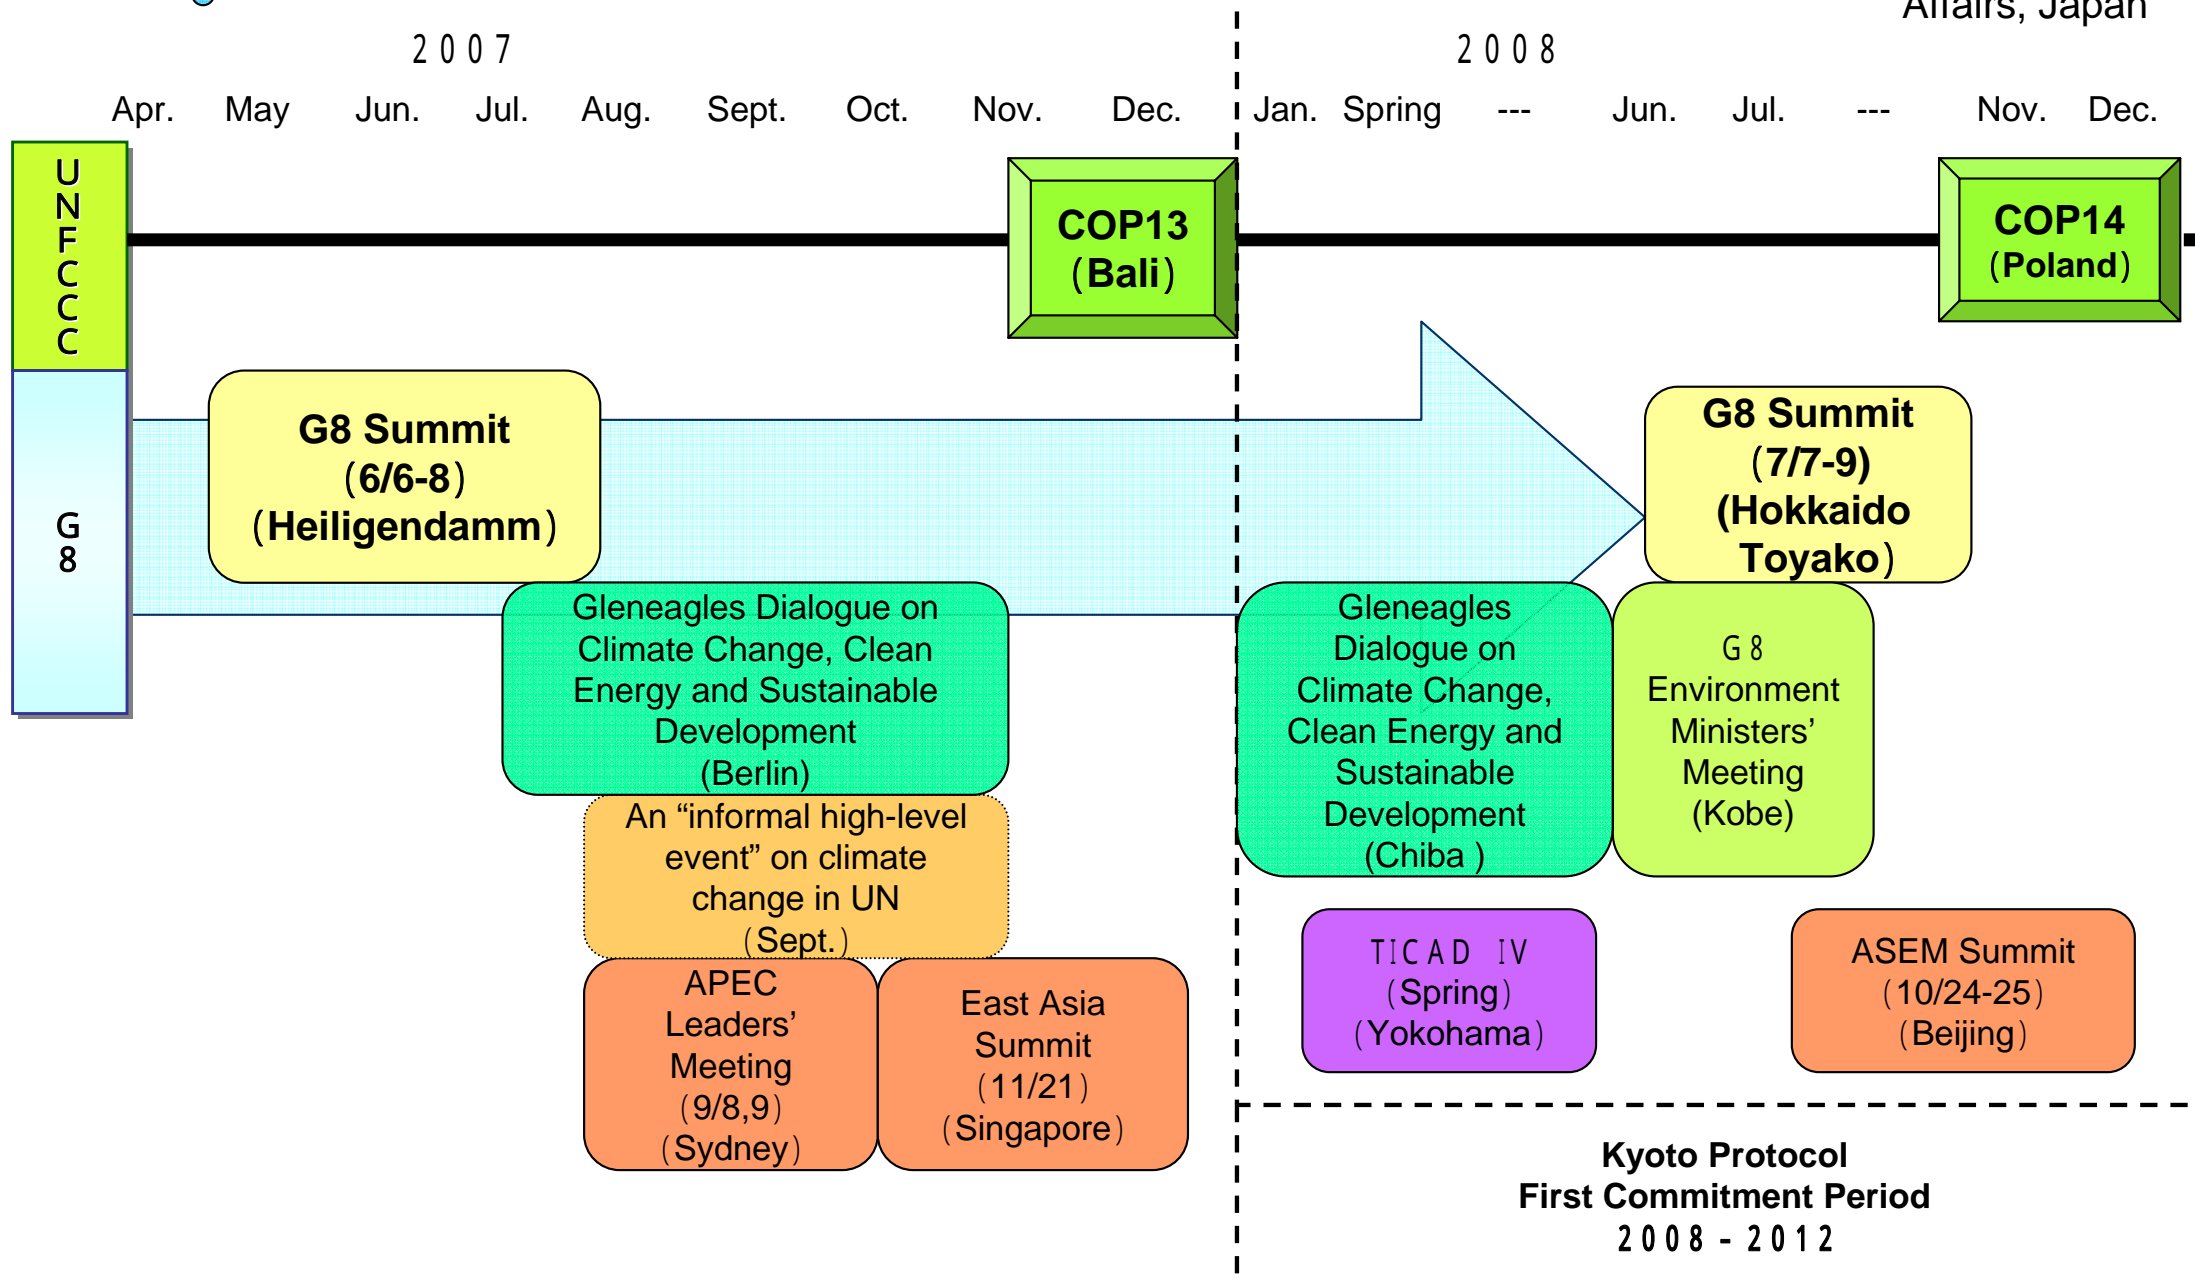 Affairs, Japan
2007
2008
Apr. May Jun. Jul. Aug. Sept. Oct. Nov. Dec. Jan. Spring --- Jun. Jul. --- Nov. Dec.
UNFCCC
COP13
(Bali)
COP14
(Poland)
G8
G8 Summit
(6/6-8)
(Heiligendamm)
G8 Summit
(7/7-9)
(Hokkaido
Toyako)
Gleneagles Dialogue on
Climate Change, Clean
Energy and Sustainable
Development
(Berlin)
Gleneagles
Dialogue on
Climate Change,
Clean Energy and
Sustainable
Development
(Chiba )
G8
Environment
Ministers’
Meeting
(Kobe)
An “informal high-level
event” on climate
change in UN
(Sept.)
APEC
Leaders’
Meeting
(9/8,9)
(Sydney)
East Asia
Summit
(11/21)
(Singapore)
TICAD IV
(Spring)
(Yokohama)
ASEM Summit
(10/24-25)
(Beijing)
Kyoto Protocol
First Commitment Period
2008-2012